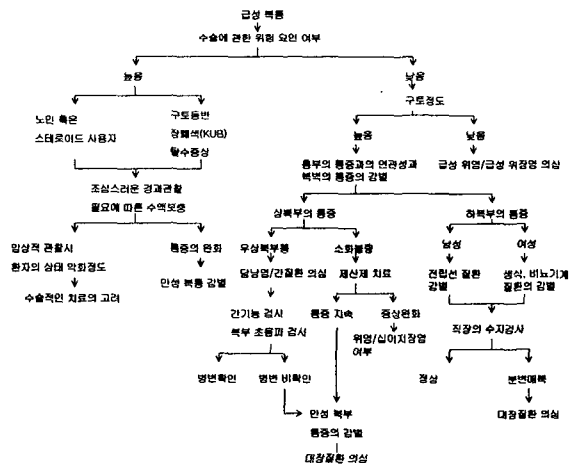 급성 복통
수술에 관한 위험 요인 여부
높음
낮음
노인 혹은
스테로이드 사용자
구토동반
장폐색(KUB)
탈수증상
구토정도
높음
낮음
흉부의 통증과의 연관성과
복벽의 통증의 감별
급성 위염/급성 위장염 의심
조심스러운 경과관찰
필요에 따른 수액보충
상복부의 통증
하복부의 통증
임상적 관찰시
환자의 상태 악화정도
통증의 완화
우상복부통
소화불량
남성
여성
수술적인 치료의 고려
만성 복통 감별
담낭염/간질환 의심
제산제 치료
전립선 질환
감별
생식, 비뇨기계
질환의 감별
간기능 검사
복부 초음파 검사
통증 지속
증상완화
위염/십이지장염
여부
직장의 수지검사
병변확인
병변 비확인
정상
분변매복
만성 복부
통증의 감별
대장질환 의심
대장질환 의심